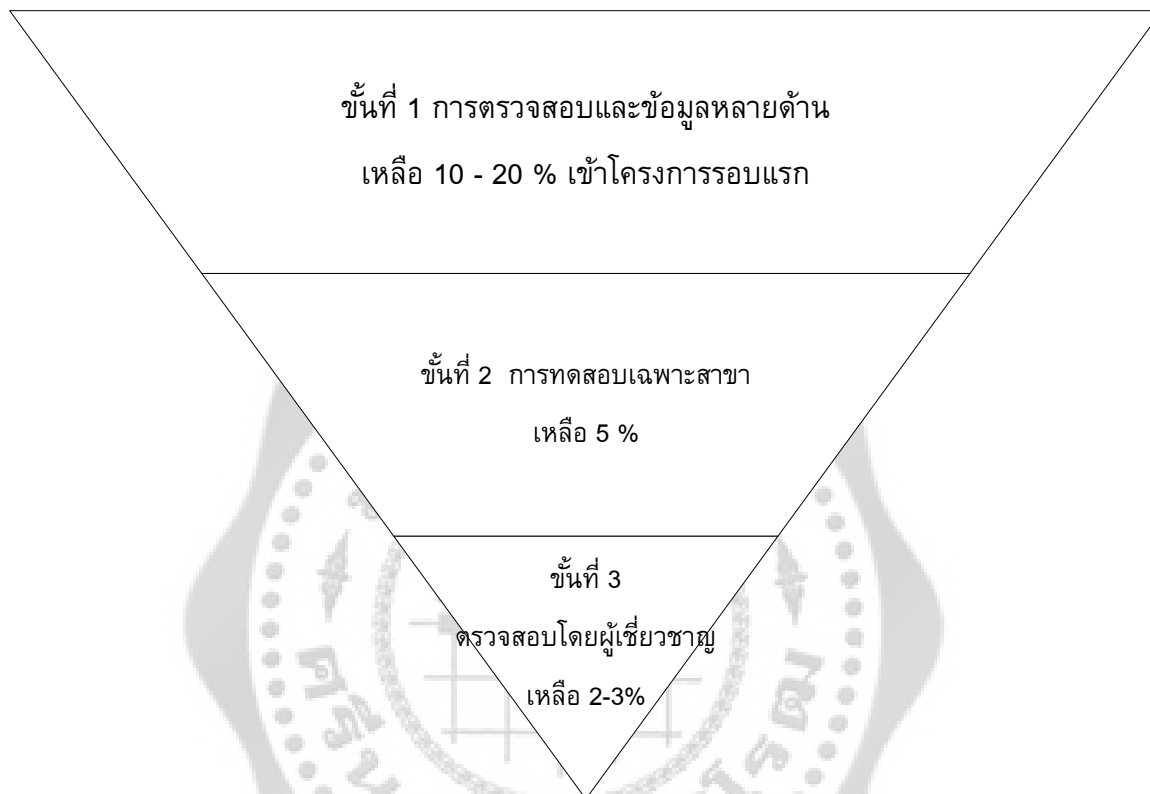 ขั้นที่ 1 การตรวจสอบและข้อมูลหลายด้าน
เหลือ 10 - 20 % เข้าโครงการรอบแรก
ขั้นที่ 2 การทดสอบเฉพาะสาขา
เหลือ 5 %
ขั้นที่ 3
ตรวจสอบโดยผู้เชี่ยวชาญ
เหลือ 2-3%